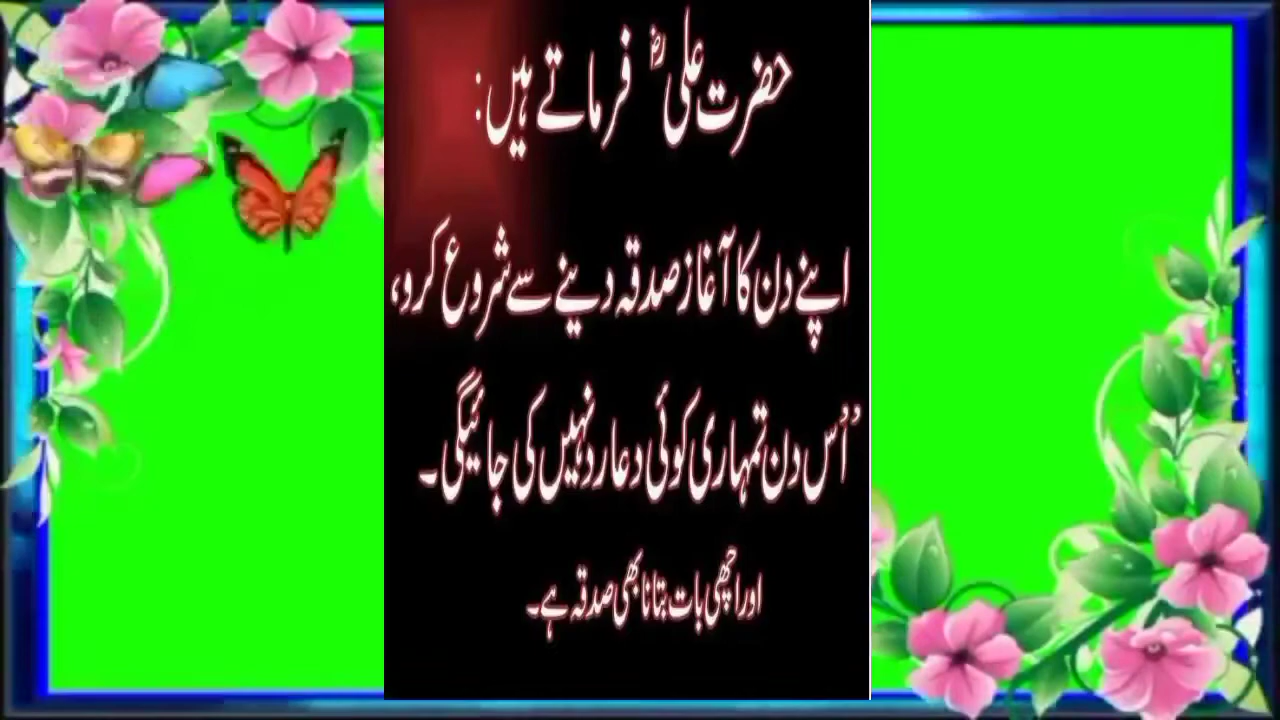 حضرت علیؓ فرماتے ہیں:
اپنے دن کا آغاز صدقہ دینے سے شروع کرو،
اُس دن تمہاری کوئی دعا رد نہیں کی جائیگی۔
اور اچھی بات بتانا بھی صدقہ ہے۔